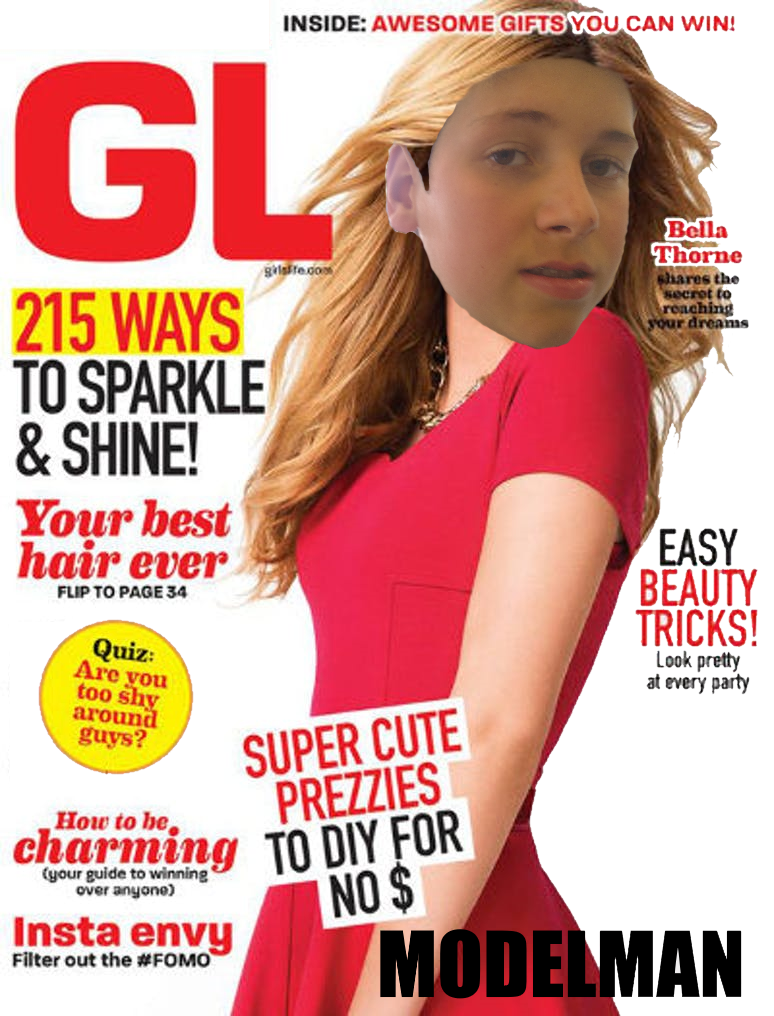 INSIDE: AWESOME GIFTS YOU CAN WIN!
GL
girlslife.com
Bella
Thorne
shares the
secret to
reaching
your dreams
215 WAYS
TO SPARKLE
& SHINE!
Your best
hair ever
FLIP TO PAGE 34
EASY
BEAUTY
TRICKS!
Look pretty
at every party
Quiz:
Are you
too shy
around
guys?
SUPER CUTE
PREZZIES
TO DIY FOR
NO $
How to be
charming
(your guide to winning
over anyone)
Insta envy
Filter out the #FOMO
MODELMAN